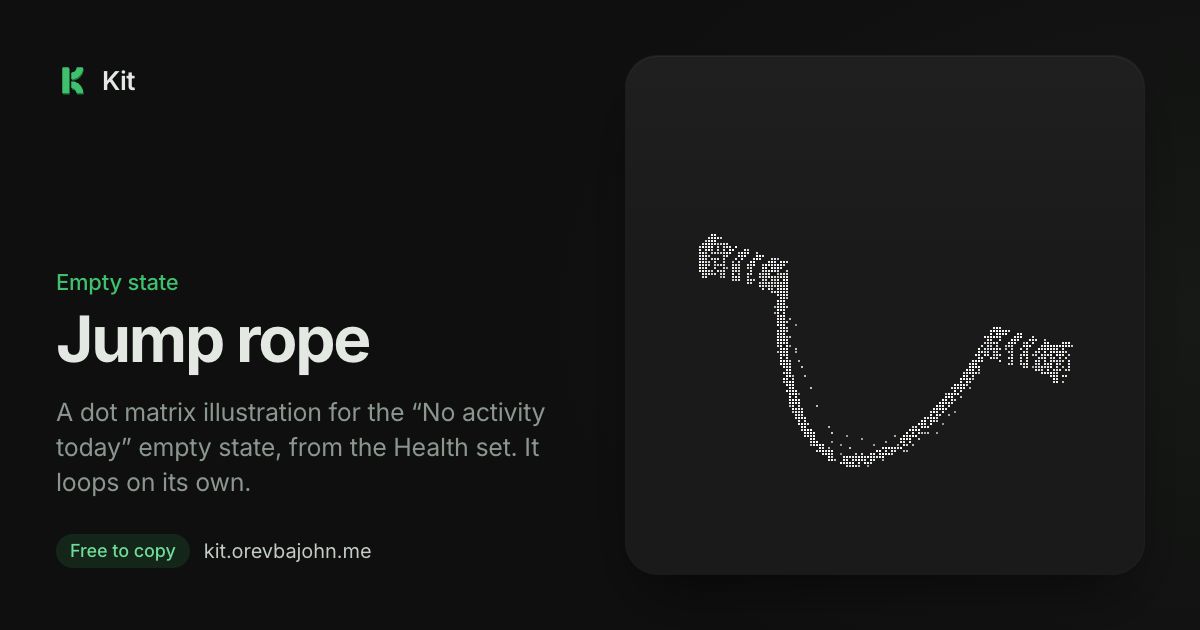 Kit
Empty state
Jump rope
A dot matrix illustration for the “No activity
today” empty state, from the Health set. It
loops on its own.
Free to copy
kit.orevbajohn.me